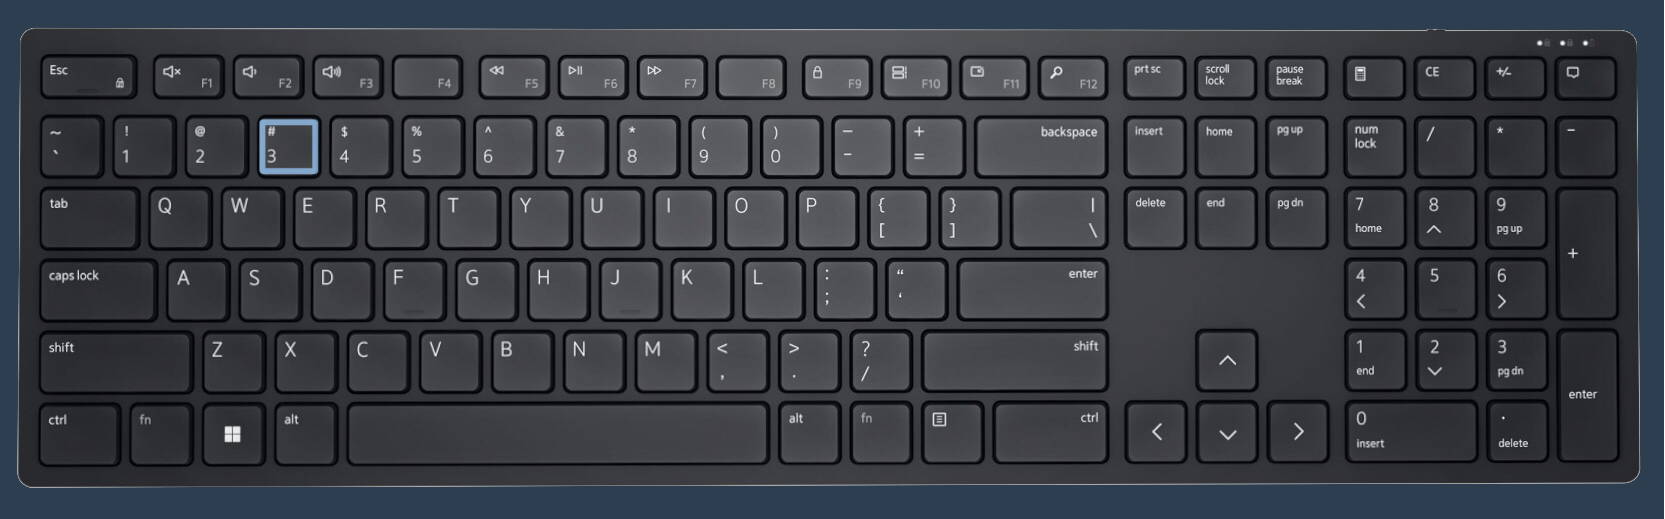 Esc F1 F2 F3 F4 F5 F6 F7 F8 F9 F10 F11 F12 prt sc scroll lock pause break CE +/-
~ ! @ # $ % ^ & * ( ) − + backspace insert home pg up num lock / * −
` 1 2 3 4 5 6 7 8 9 0 - =
tab Q W E R T Y U I O P { } | delete end pg dn 7 8 9
[ ] \ home ^ pg up +
caps lock A S D F G H J K L : “ enter 4 5 6
; ‘ < >
shift Z X C V B N M < > ? shift ^ 1 2 3
, . / end pg dn
ctrl fn alt alt fn ctrl < > 0 . enter
insert delete